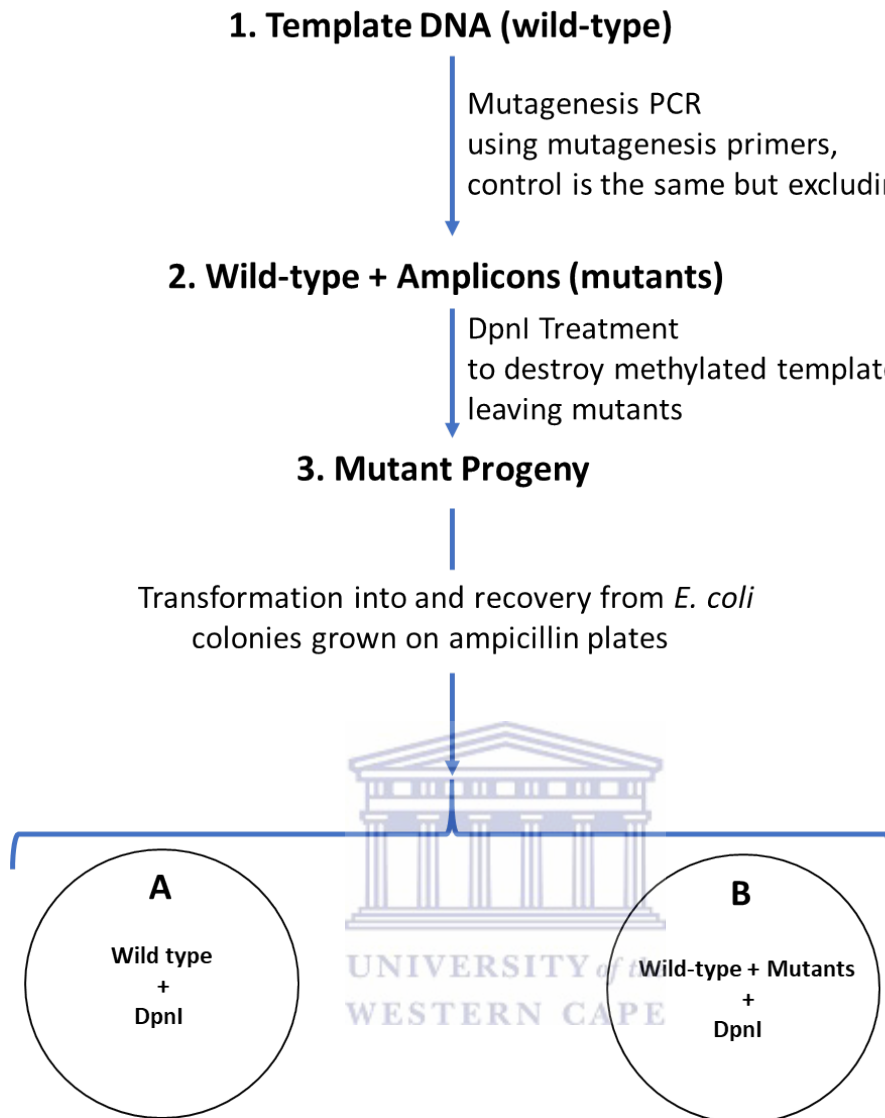 1. Template DNA (wild-type)
Mutagenesis PCR
using mutagenesis primers,
control is the same but
2. Wild-type + Amplicons (mutants)
DpnI Treatment
to destroy methylated
leaving mutants
3. Mutant Progeny
Transformation into and recovery from E. coli
colonies grown on ampicillin plates
A
Wild type
+
DpnI
B
Wild-type + Mutants
+
DpnI
UNIVERSITY of the
WESTERN CAPE